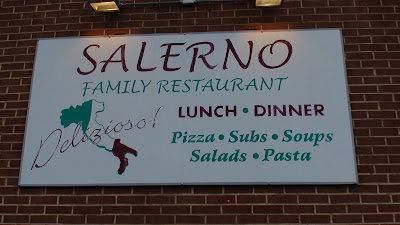 SALERNO
FAMILY RESTAURANT
Delizioso!
LUNCH • DINNER
Pizza • Subs • Soups
Salads • Pasta